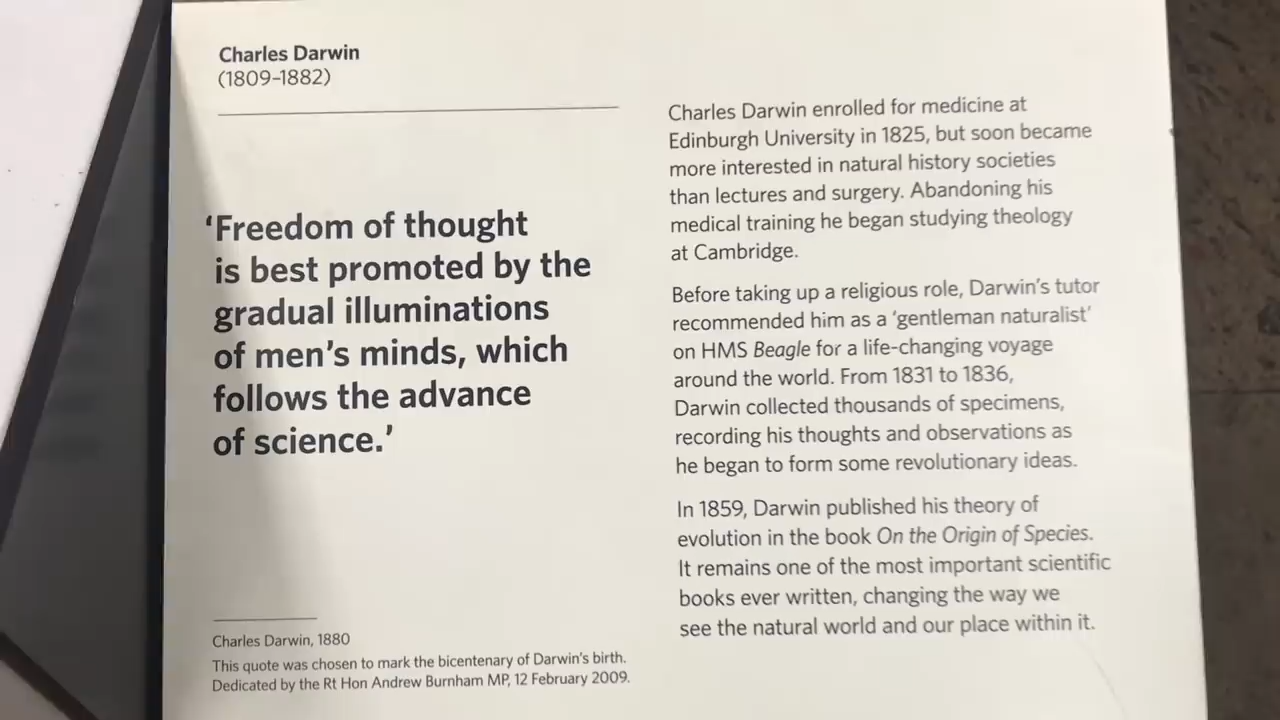 Charles Darwin
(1809–1882)
‘Freedom of thought
is best promoted by the
gradual illuminations
of men’s minds, which
follows the advance
of science.’
Charles Darwin, 1880
This quote was chosen to mark the bicentenary of Darwin’s birth.
Dedicated by the Rt Hon Andrew Burnham MP, 12 February 2009.
Charles Darwin enrolled for medicine at
Edinburgh University in 1825, but soon became
more interested in natural history societies
than lectures and surgery. Abandoning his
medical training he began studying theology
at Cambridge.
Before taking up a religious role, Darwin’s tutor
recommended him as a ‘gentleman naturalist’
on HMS Beagle for a life-changing voyage
around the world. From 1831 to 1836,
Darwin collected thousands of specimens,
recording his thoughts and observations as
he began to form some revolutionary ideas.
In 1859, Darwin published his theory of
evolution in the book On the Origin of Species.
It remains one of the most important scientific
books ever written, changing the way we
see the natural world and our place within it.